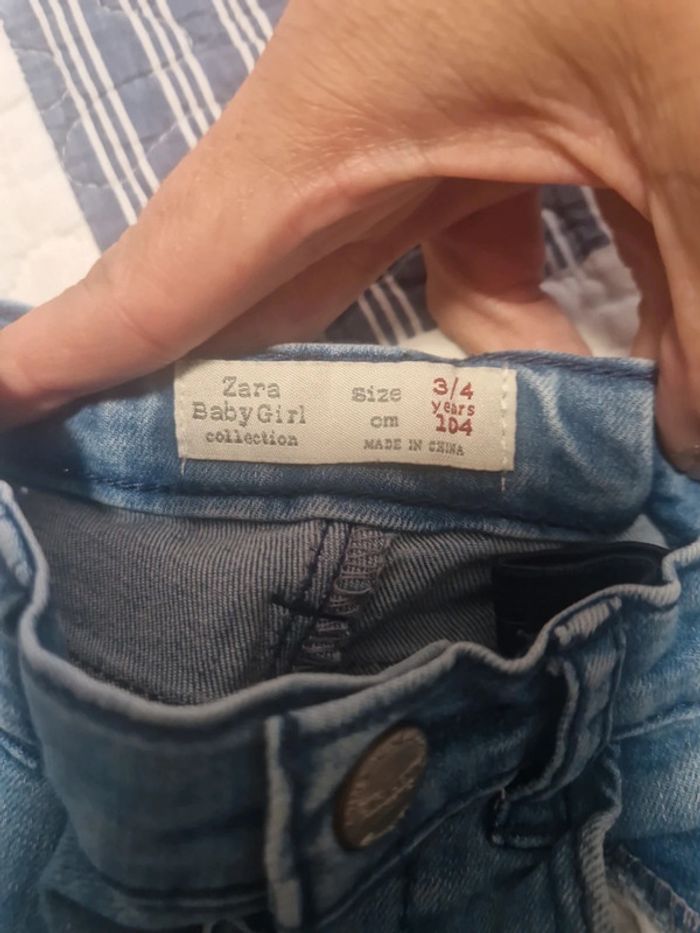 Zara
BabyGirl
collection
Size
cm
3/4
years
104
MADE IN CHINA